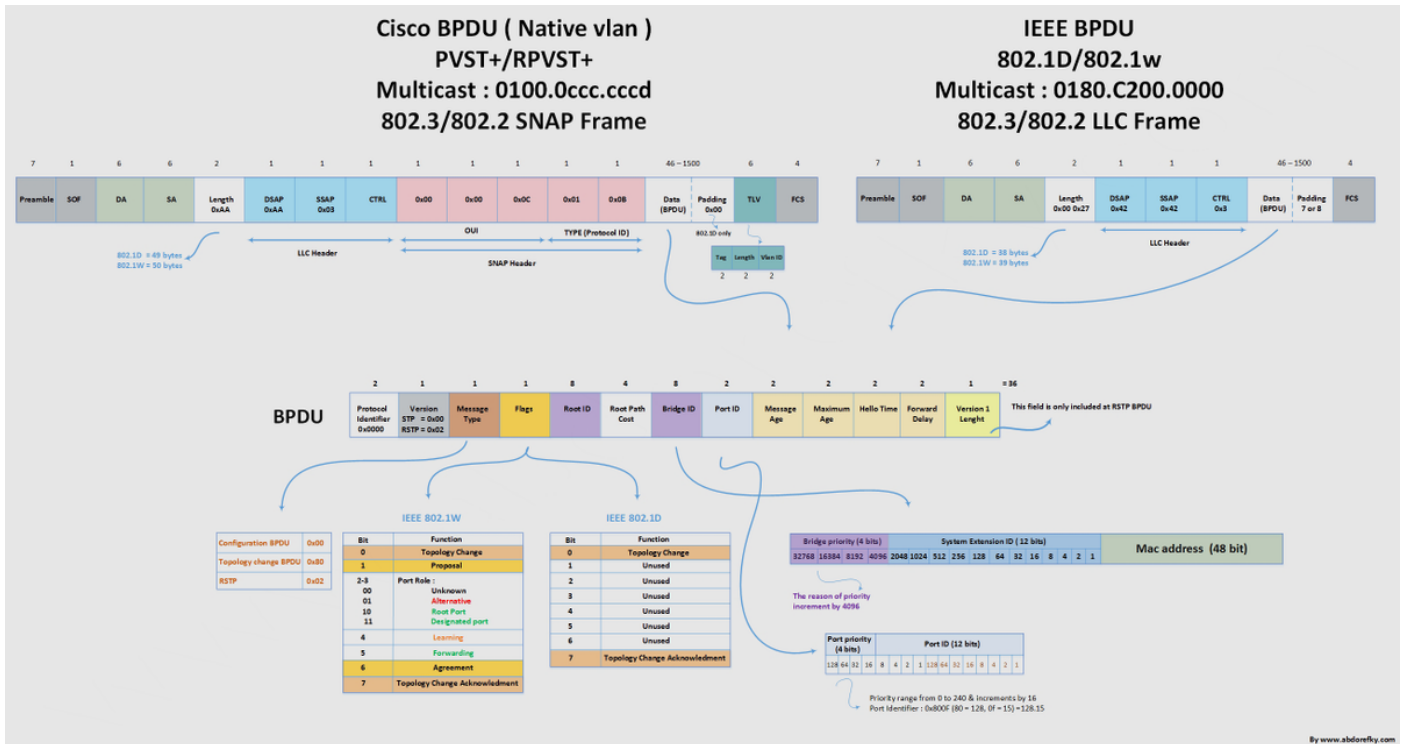 Cisco BPDU ( Native vlan )
PVST+/RPVST+
Multicast : 0100.0ccc.cccd
802.3/802.2 SNAP Frame
IEEE BPDU
802.1D/802.1w
Multicast : 0180.C200.0000
802.3/802.2 LLC Frame
7 1 6 6 2 1 1 1 1 1 1 1 1 46 – 1500 6 4
Preamble SOF DA SA Length 0xAA DSAP 0xAA SSAP 0x03 CTRL 0x00 0x00 0x0C 0x01 0x0B Data (BPDU) Padding 0x00 TLV FCS
OUI
TYPE (Protocol ID)
LLC Header
SNAP Header
802.1D = 49 bytes
802.1W = 50 bytes
802.1D only
Tag Length Vlan ID
2 2 2
7 1 6 6 2 1 1 1 46 – 1500 4
Preamble SOF DA SA Length 0x00 0x27 DSAP 0x42 SSAP 0x42 CTRL 0x3 Data (BPDU) Padding 7 or 8 FCS
LLC Header
802.1D = 38 bytes
802.1W = 39 bytes
2 1 1 1 8 4 8 2 2 2 2 2 1 = 36
BPDU
Protocol Identifier 0x0000
Version STP = 0x00 RSTP = 0x02
Message Type
Flags
Root ID
Root Path Cost
Bridge ID
Port ID
Message Age
Maximum Age
Hello Time
Forward Delay
Version 1 Lenght
This field is only included at RSTP BPDU
Configuration BPDU 0x00
Topology change BPDU 0x80
RSTP 0x02
IEEE 802.1W
Bit Function
0 Topology Change
1 Proposal
2-3 Port Role :
00 Unknown
01 Alternative
10 Root Port
11 Designated port
4 Learning
5 Forwarding
6 Agreement
7 Topology Change Acknowledment
IEEE 802.1D
Bit Function
0 Topology Change
1 Unused
2 Unused
3 Unused
4 Unused
5 Unused
6 Unused
7 Topology Change Acknowledment
Bridge priority (4 bits) System Extension ID ( 12 bits) Mac address (48 bit)
32768 16384 8192 4096 2048 1024 512 256 128 64 32 16 8 4 2 1
The reason of priority
increment by 4096
Port priority (4 bits) Port ID (12 bits)
128 64 32 16 8 4 2 1 128 64 32 16 8 4 2 1
Priority range from 0 to 240 & increments by 16
Port Identifier : 0x800F (80 = 128, 0f = 15) =128.15
By www.abdorefky.com